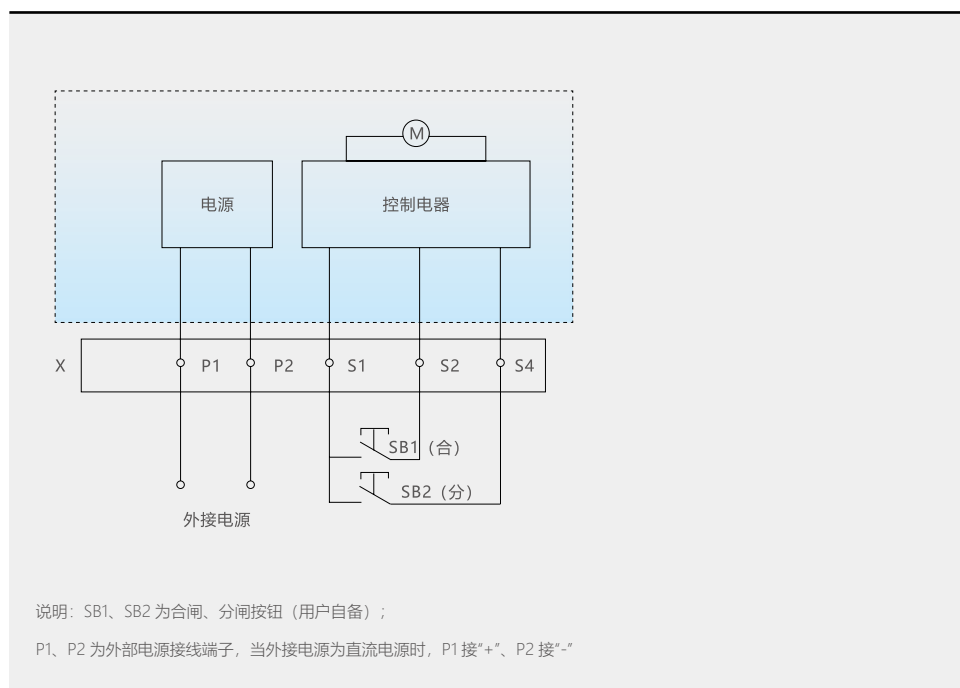 M
电源
控制电器
X
P1
P2
S1
S2
S4
SB1（合）
SB2（分）
外接电源
说明：SB1、SB2 为合闸、分闸按钮（用户自备）;
P1、P2 为外部电源接线端子，当外接电源为直流电源时，P1 接“+”、P2 接“-”